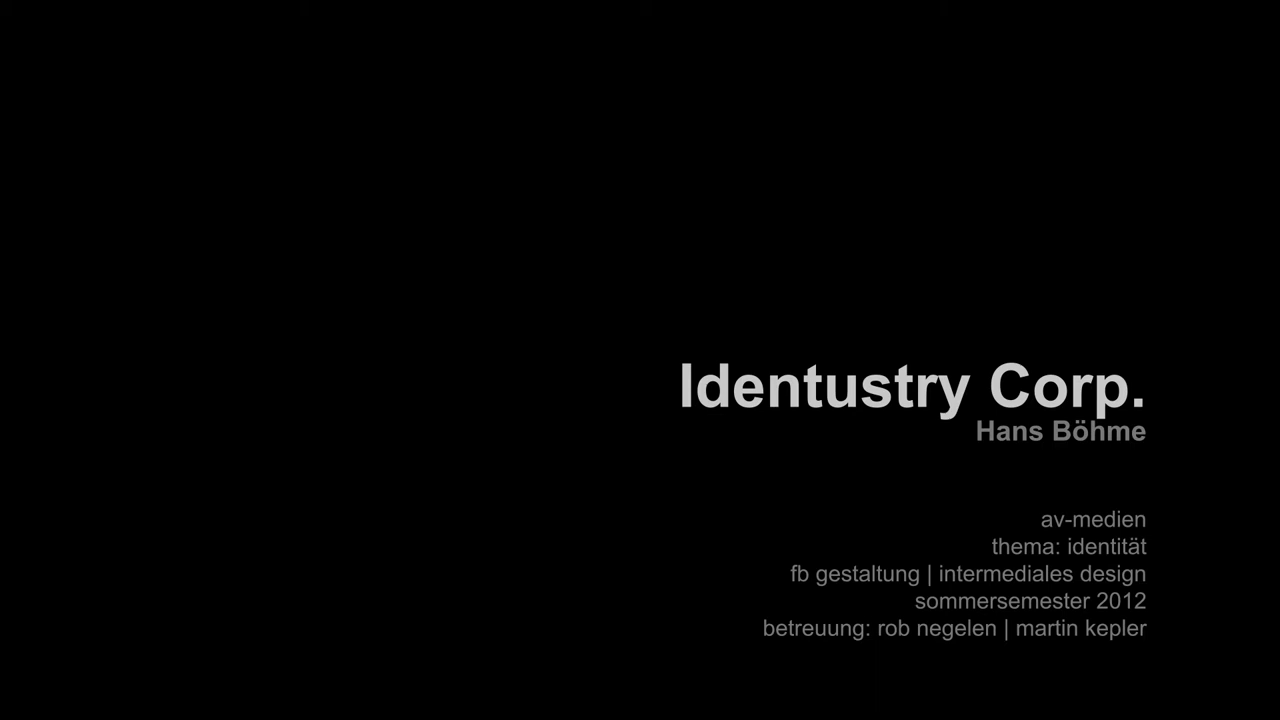 Identustry Corp.
Hans Böhme
av-medien
thema: identität
fb gestaltung | intermediales design
sommersemester 2012
betreuung: rob negelen | martin kepler